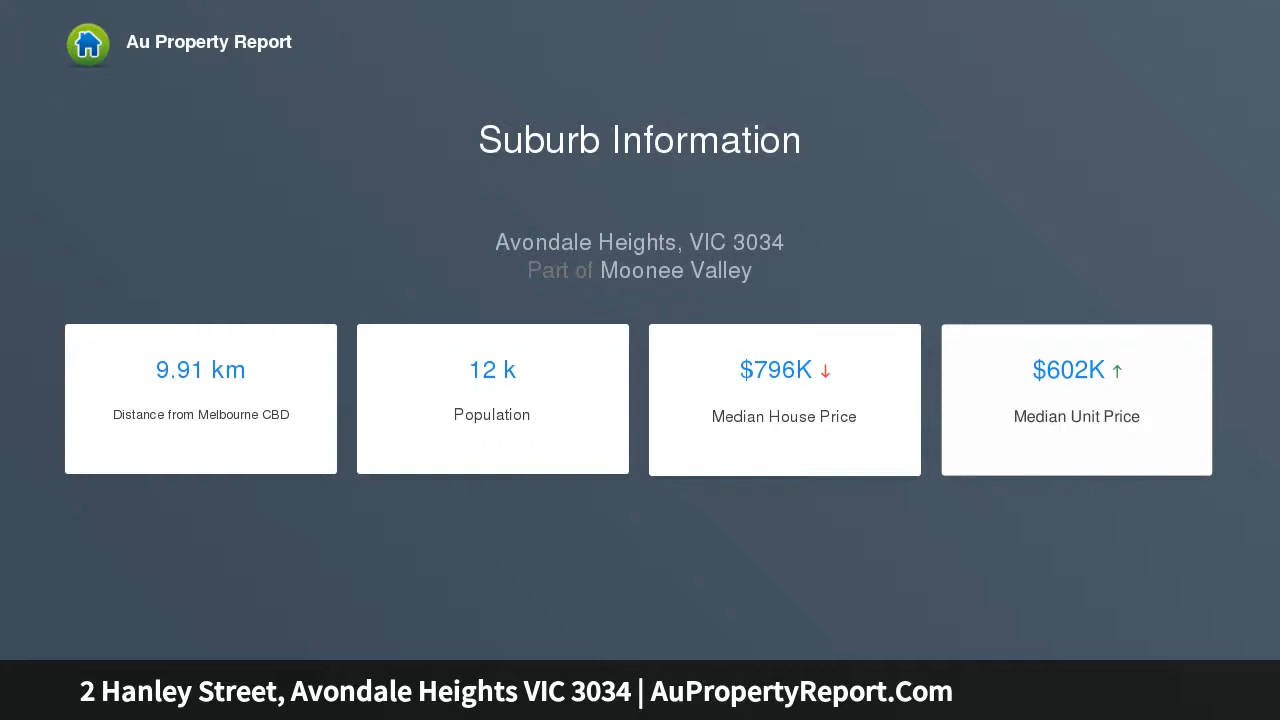 Au Property Report
Suburb Information
Avondale Heights, VIC 3034
Part of Moonee Valley
9.91 km
Distance from Melbourne CBD
12 k
Population
$796K ↓
Median House Price
$602K ↑
Median Unit Price
2 Hanley Street, Avondale Heights VIC 3034 | AuPropertyReport.Com